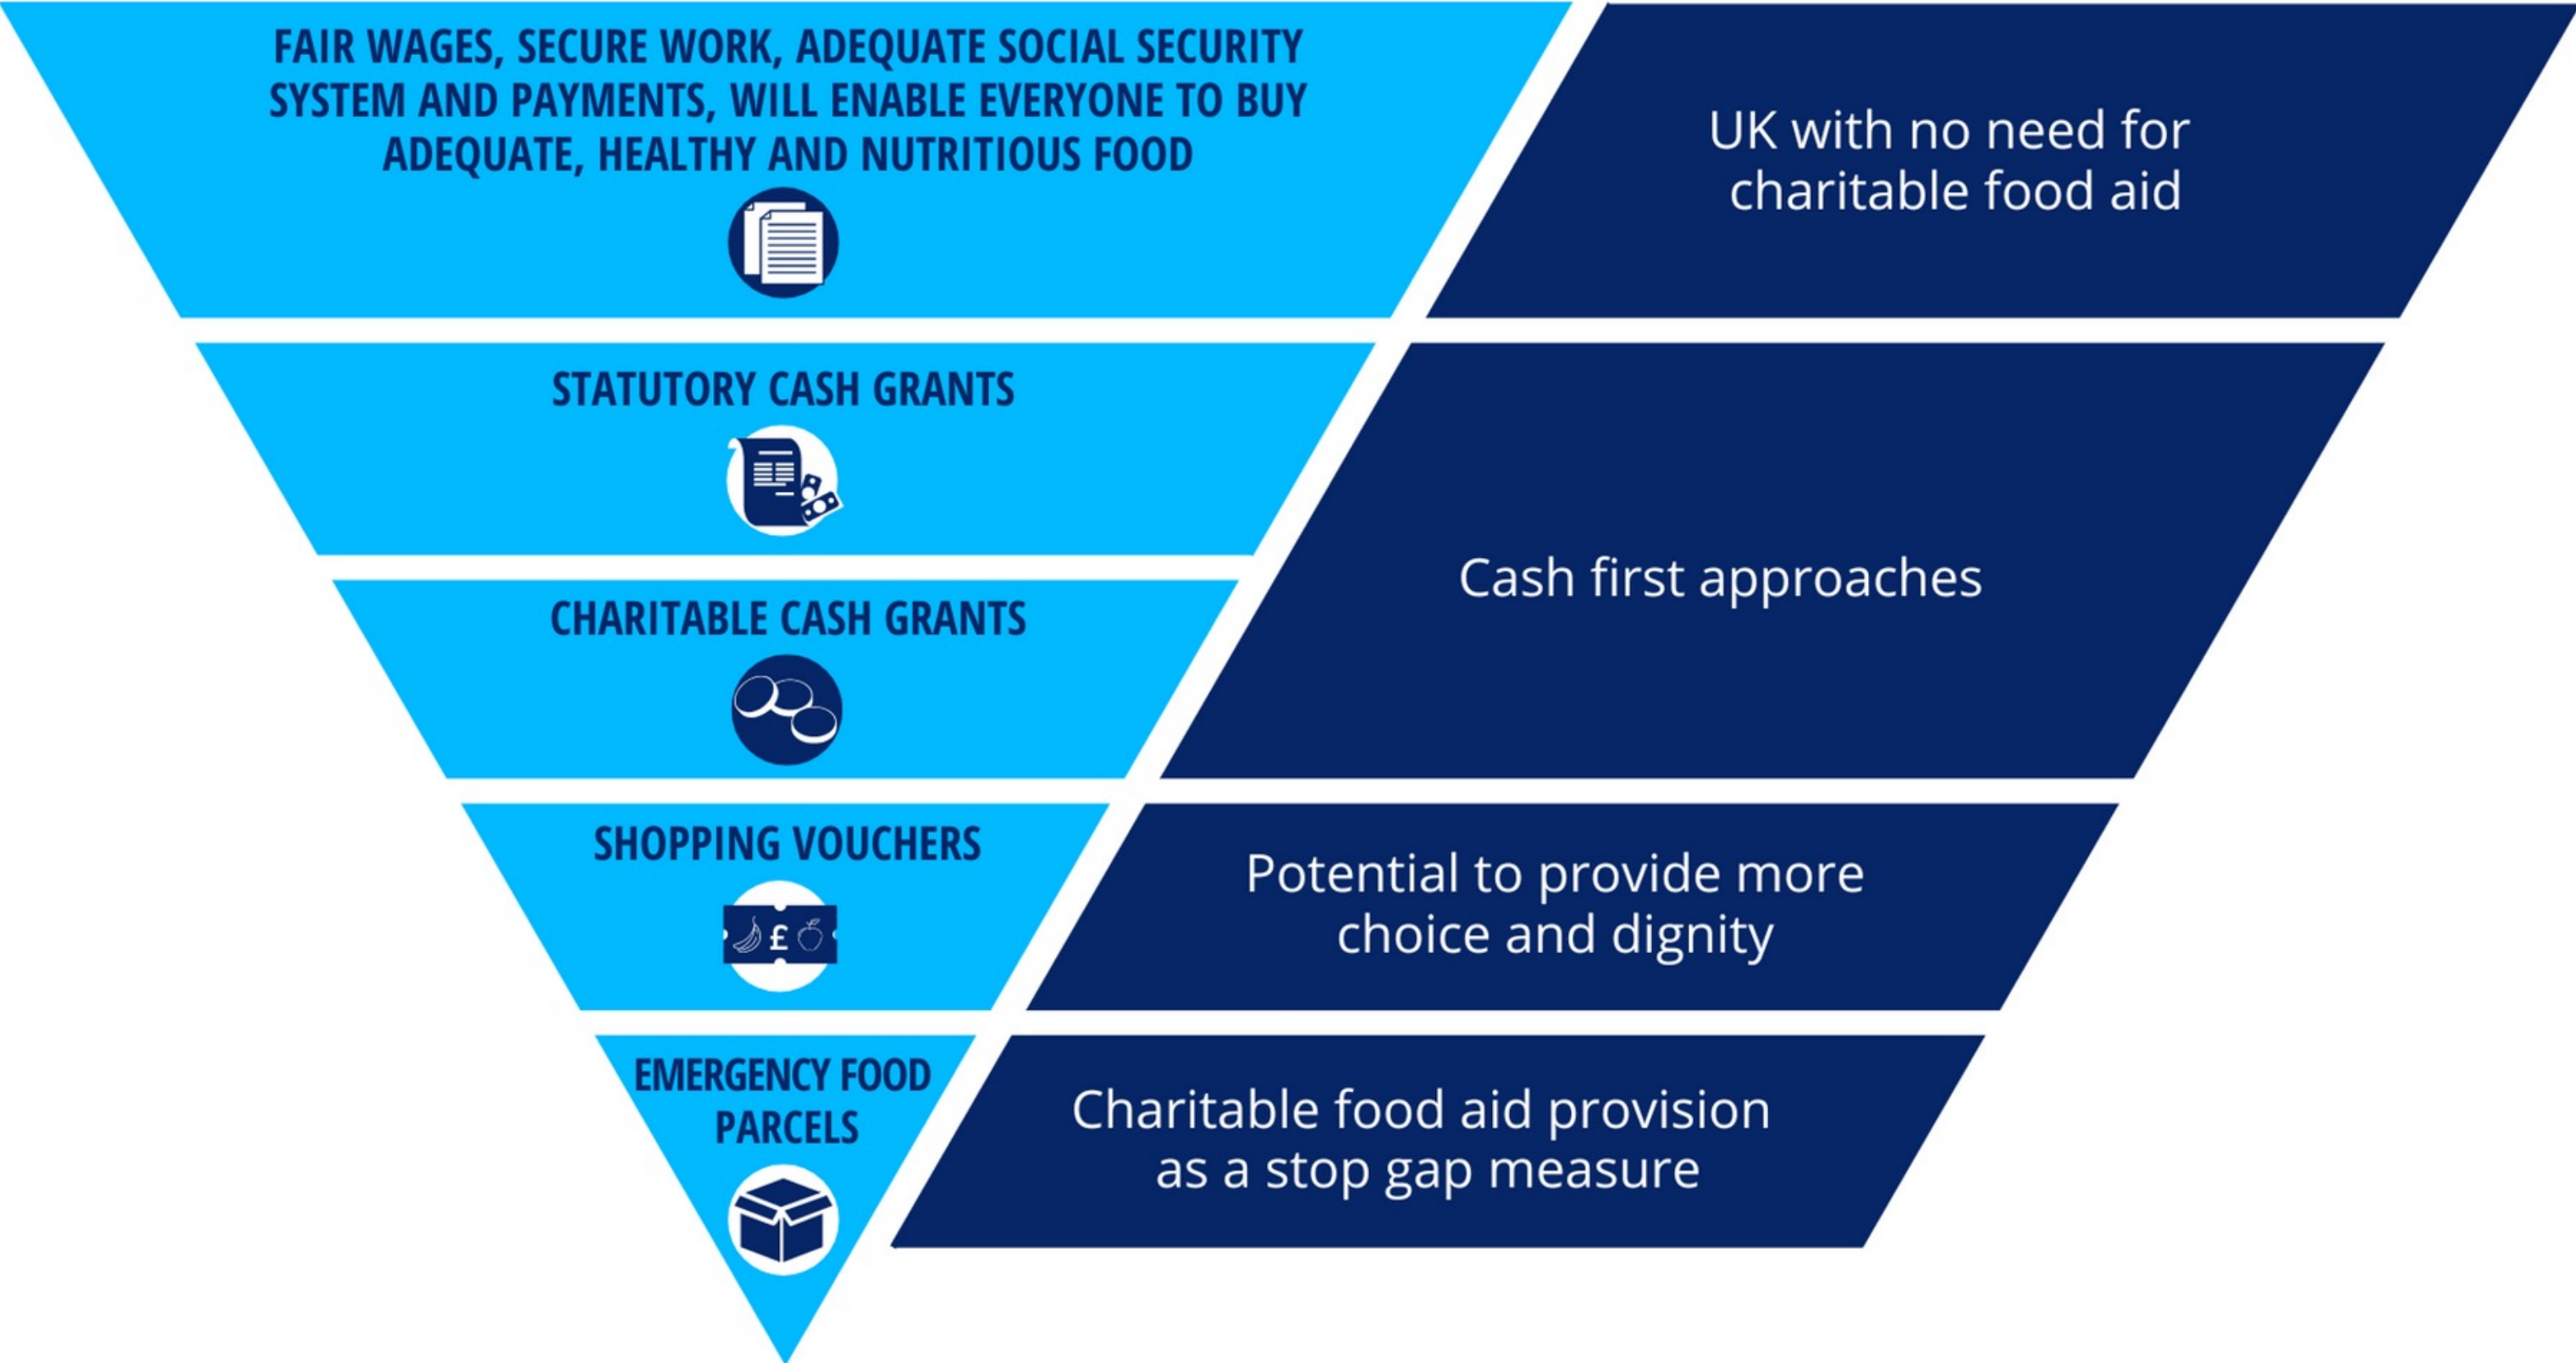 FAIR WAGES, SECURE WORK, ADEQUATE SOCIAL SECURITY
SYSTEM AND PAYMENTS, WILL ENABLE EVERYONE TO BUY
ADEQUATE, HEALTHY AND NUTRITIOUS FOOD
UK with no need for
charitable food aid
STATUTORY CASH GRANTS
CHARITABLE CASH GRANTS
Cash first approaches
SHOPPING VOUCHERS
£
Potential to provide more
choice and dignity
EMERGENCY FOOD
PARCELS
Charitable food aid provision
as a stop gap measure